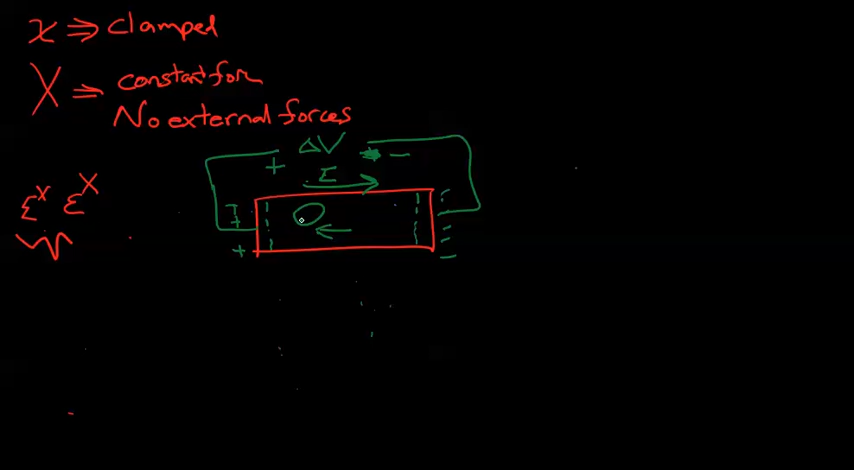 x ⇒ clamped
X ⇒ constant for
No external forces
ΔV
+ −
Σ
ε^x ε^X
+
+ −